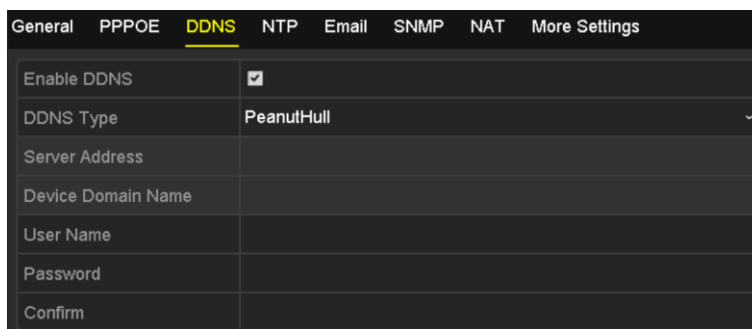 General PPPOE DDNS NTP Email SNMP NAT More Settings
Enable DDNS
DDNS Type PeanutHull
Server Address
Device Domain Name
User Name
Password
Confirm